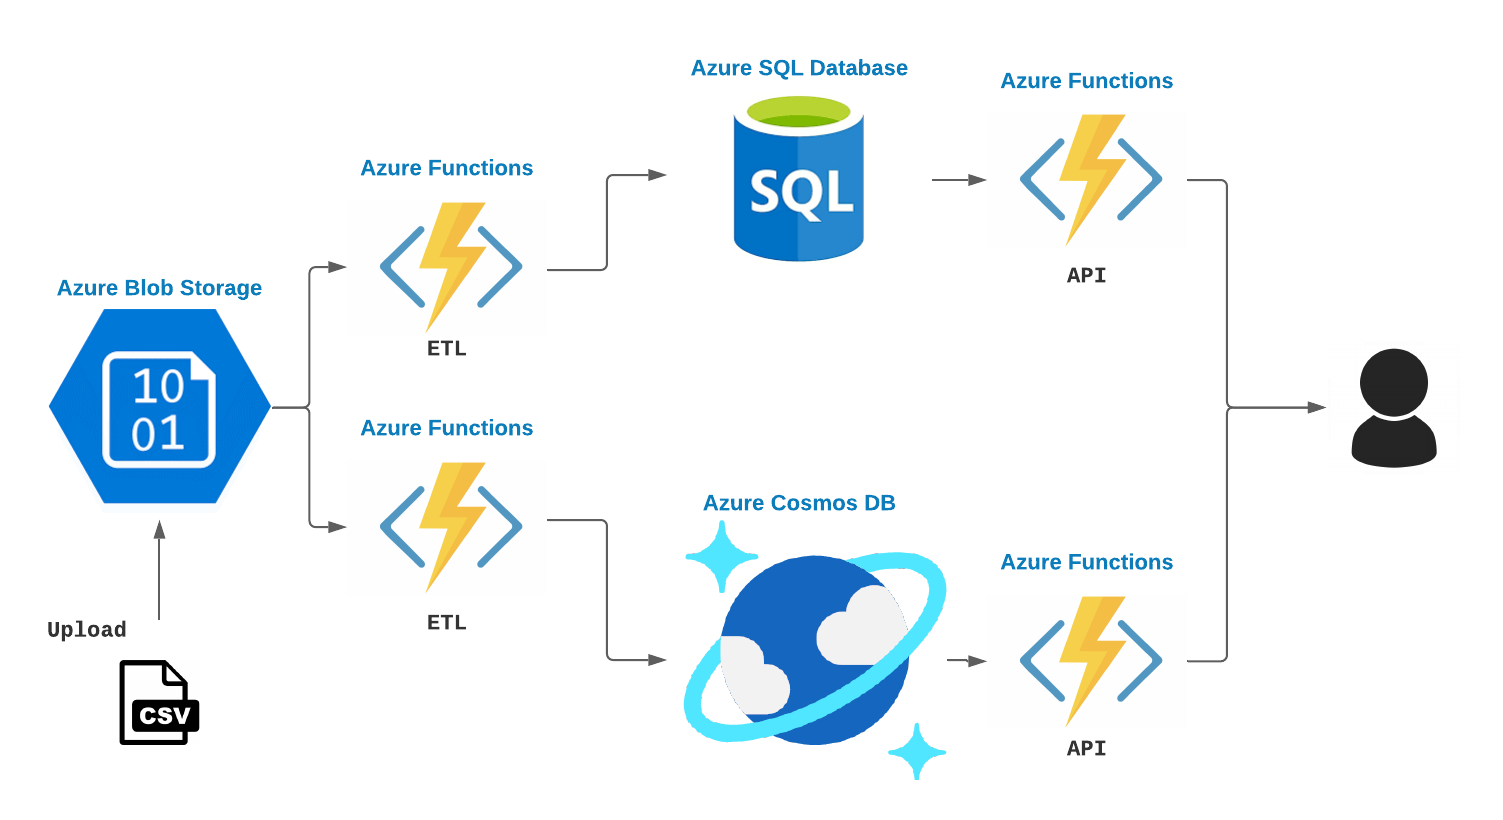 Azure SQL Database
Azure Functions
SQL
API
Azure Functions
ETL
Azure Blob Storage
10
01
Azure Functions
ETL
Azure Cosmos DB
Azure Functions
API
Upload
CSV